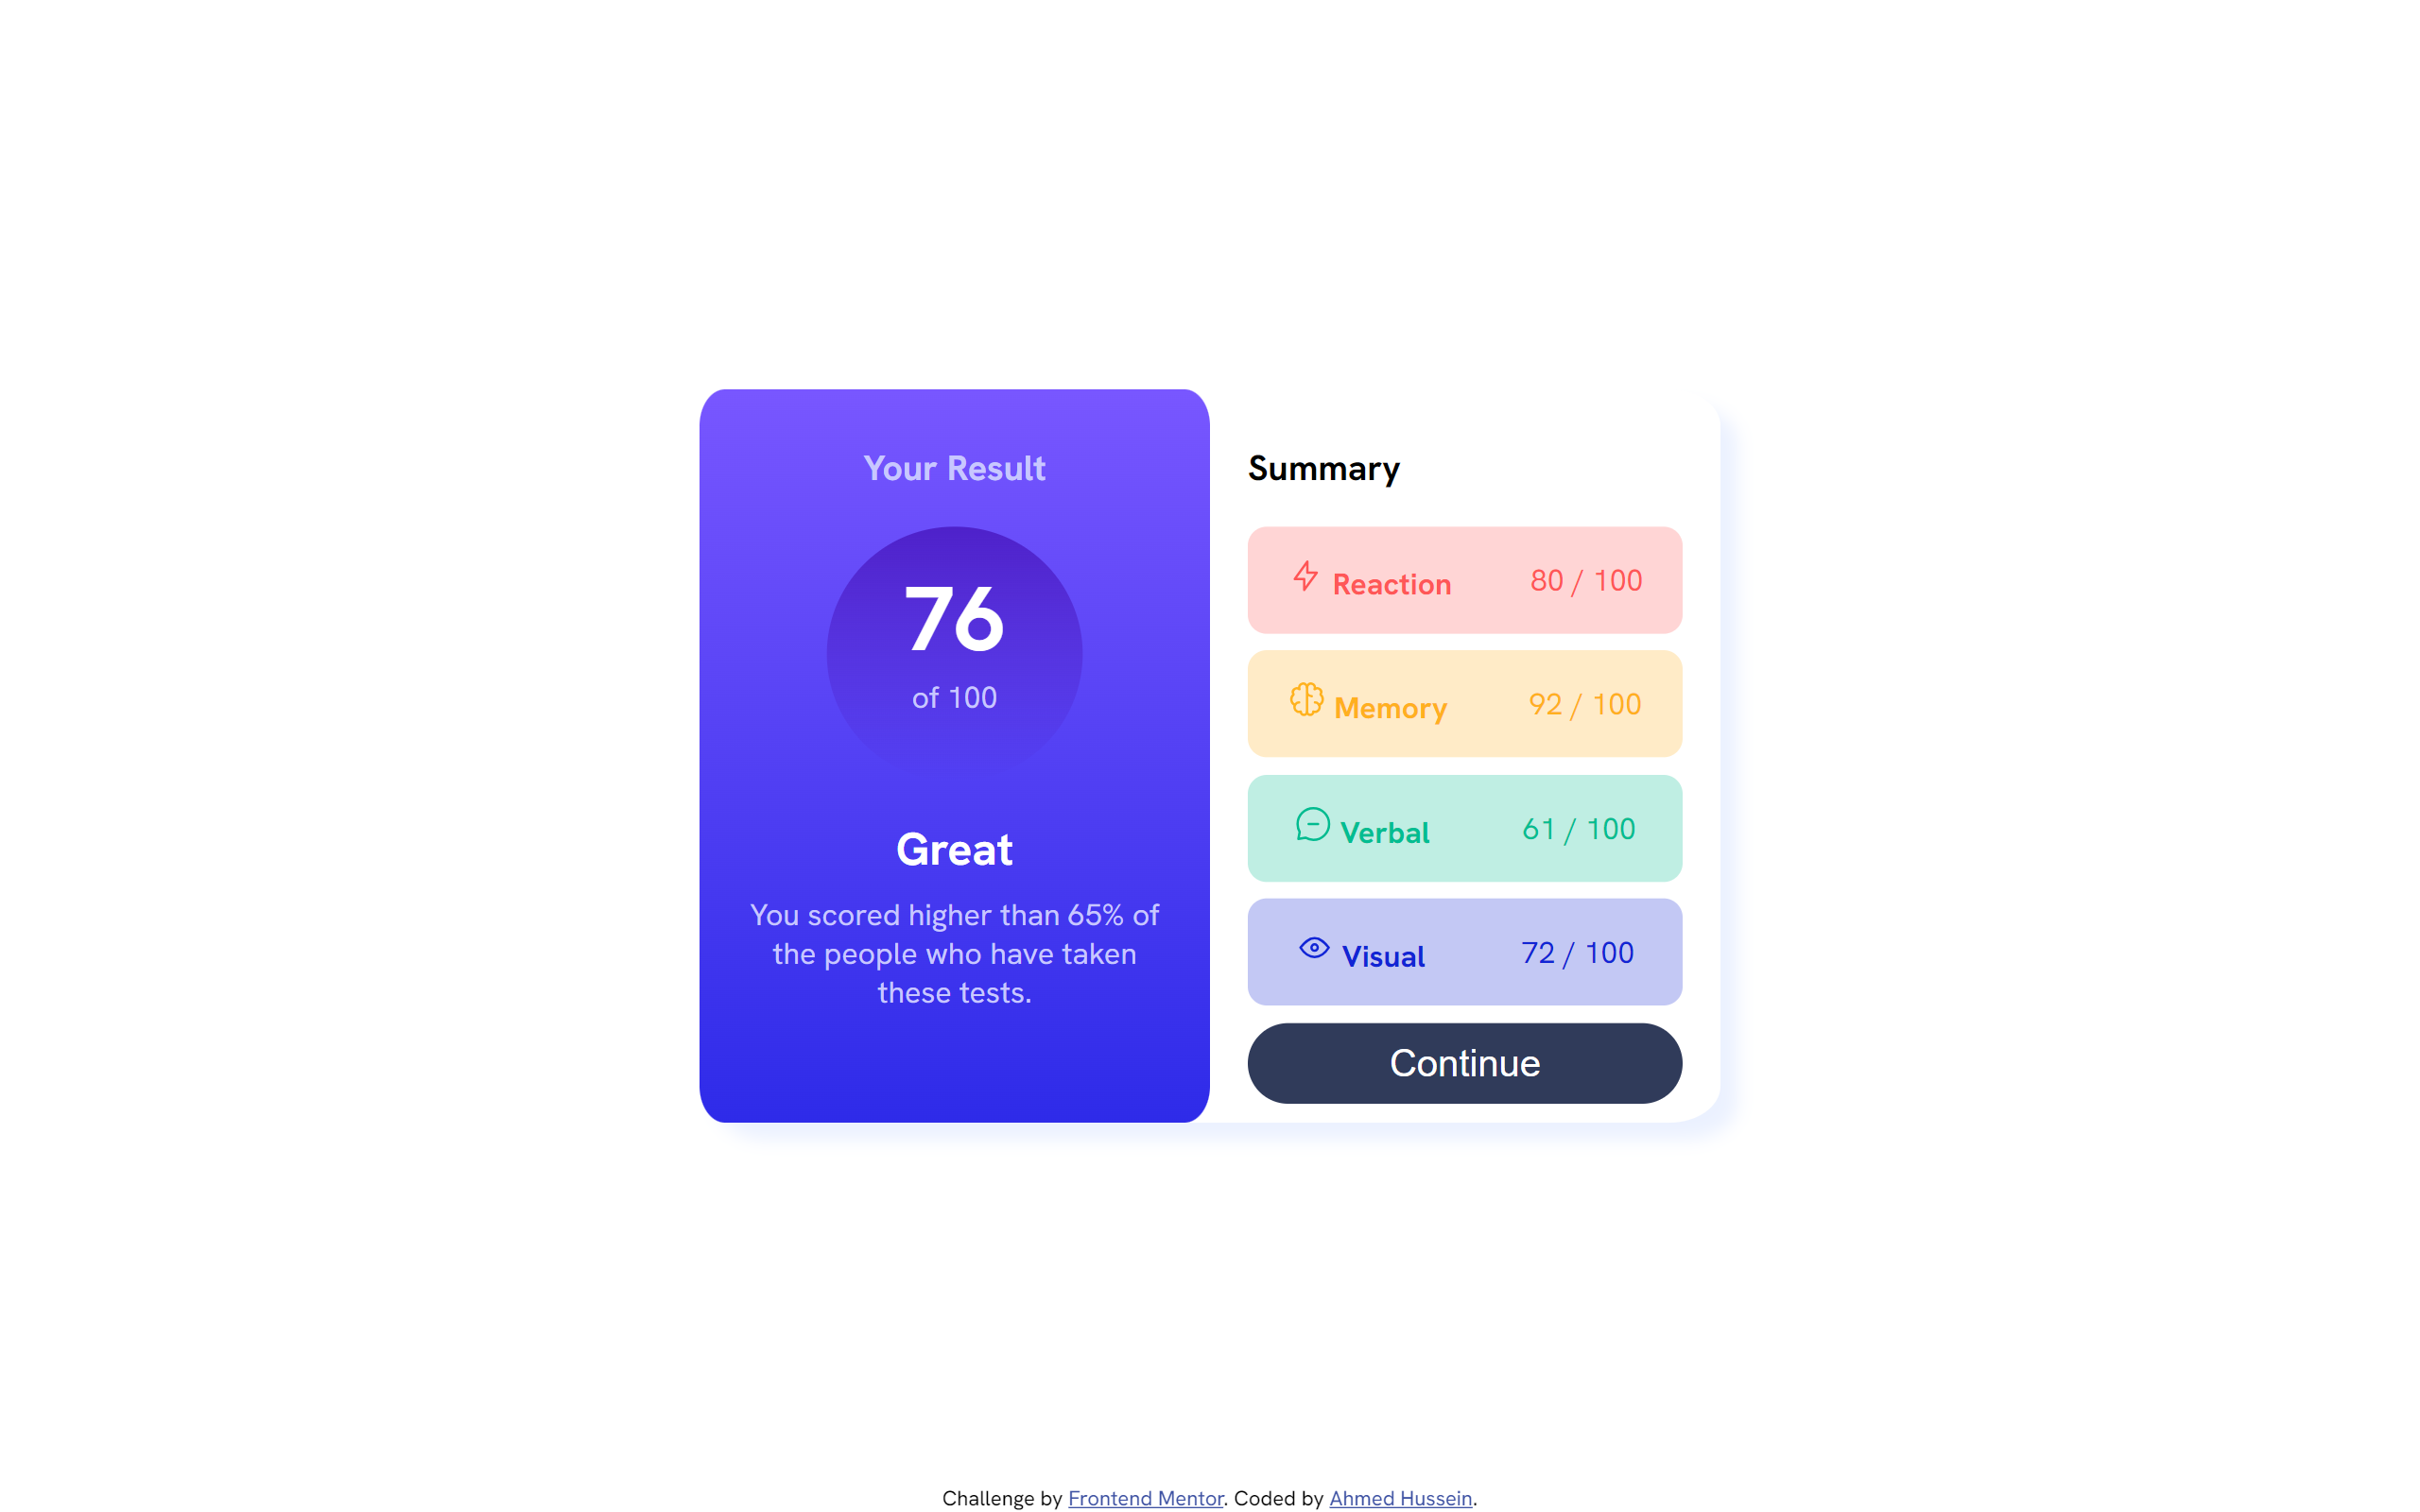 Your Result
76
of 100
Great
You scored higher than 65% of
the people who have taken
these tests.
Summary
Reaction 80 / 100
Memory 92 / 100
Verbal 61 / 100
Visual 72 / 100
Continue
Challenge by Frontend Mentor. Coded by Ahmed Hussein.